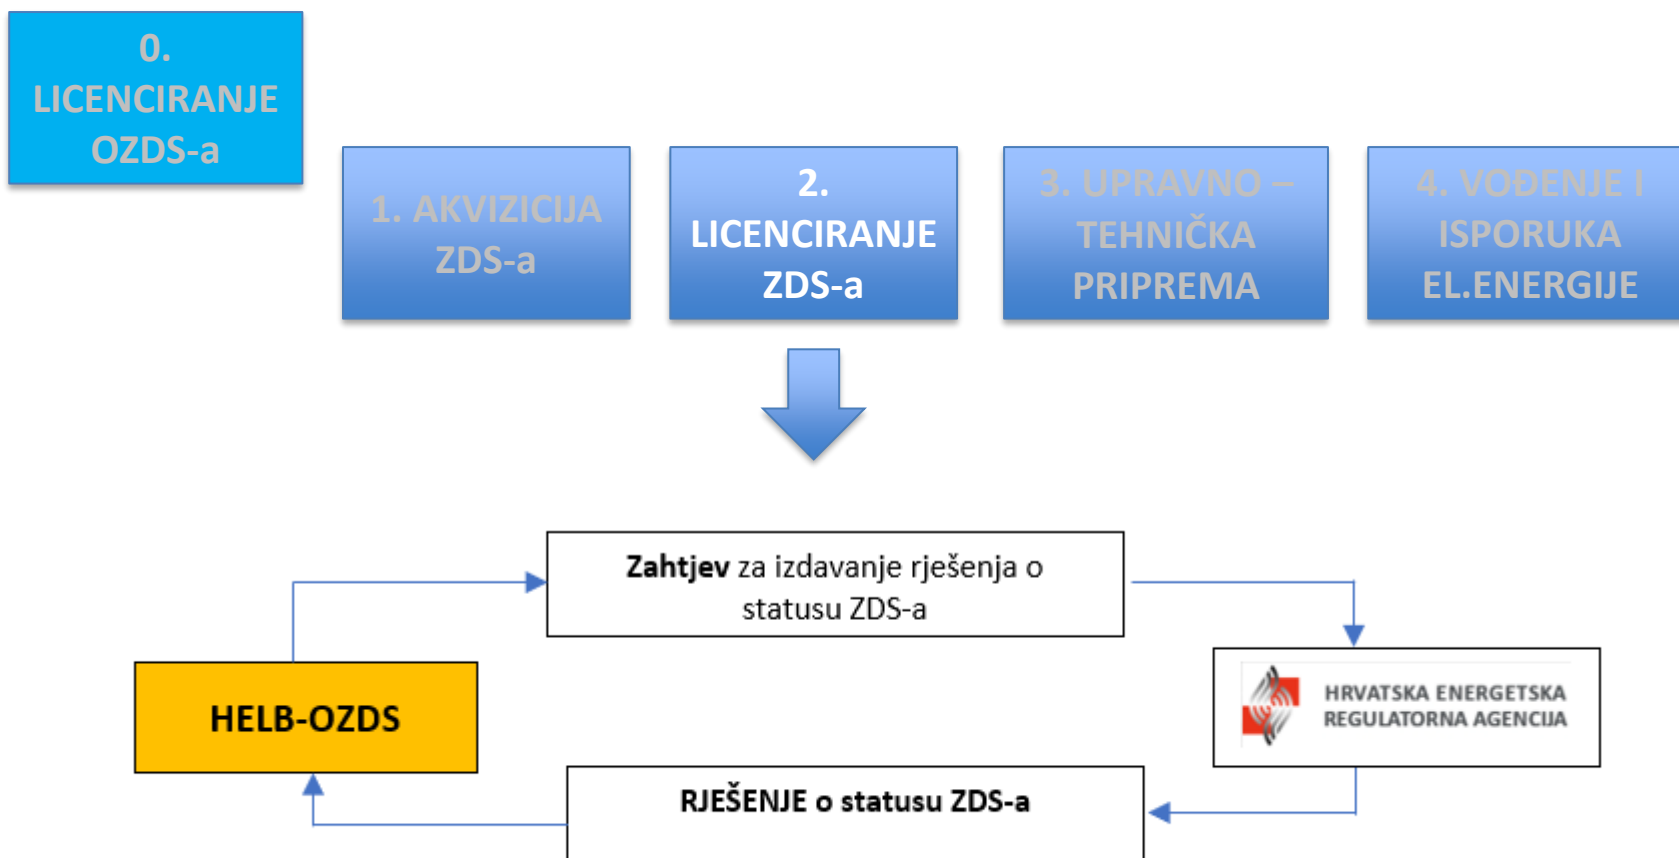 0.
LICENCIRANJE
OZDS-a
1. AKVIZICIJA
ZDS-a
2.
LICENCIRANJE
ZDS-a
3. UPRAVNO –
TEHNIČKA
PRIPREMA
4. VOĐENJE I
ISPORUKA
EL.ENERGIJE
Zahtjev za izdavanje rješenja o
statusu ZDS-a
HELB-OZDS
HRVATSKA ENERGETSKA
REGULATORNA AGENCIJA
RJEŠENJE o statusu ZDS-a